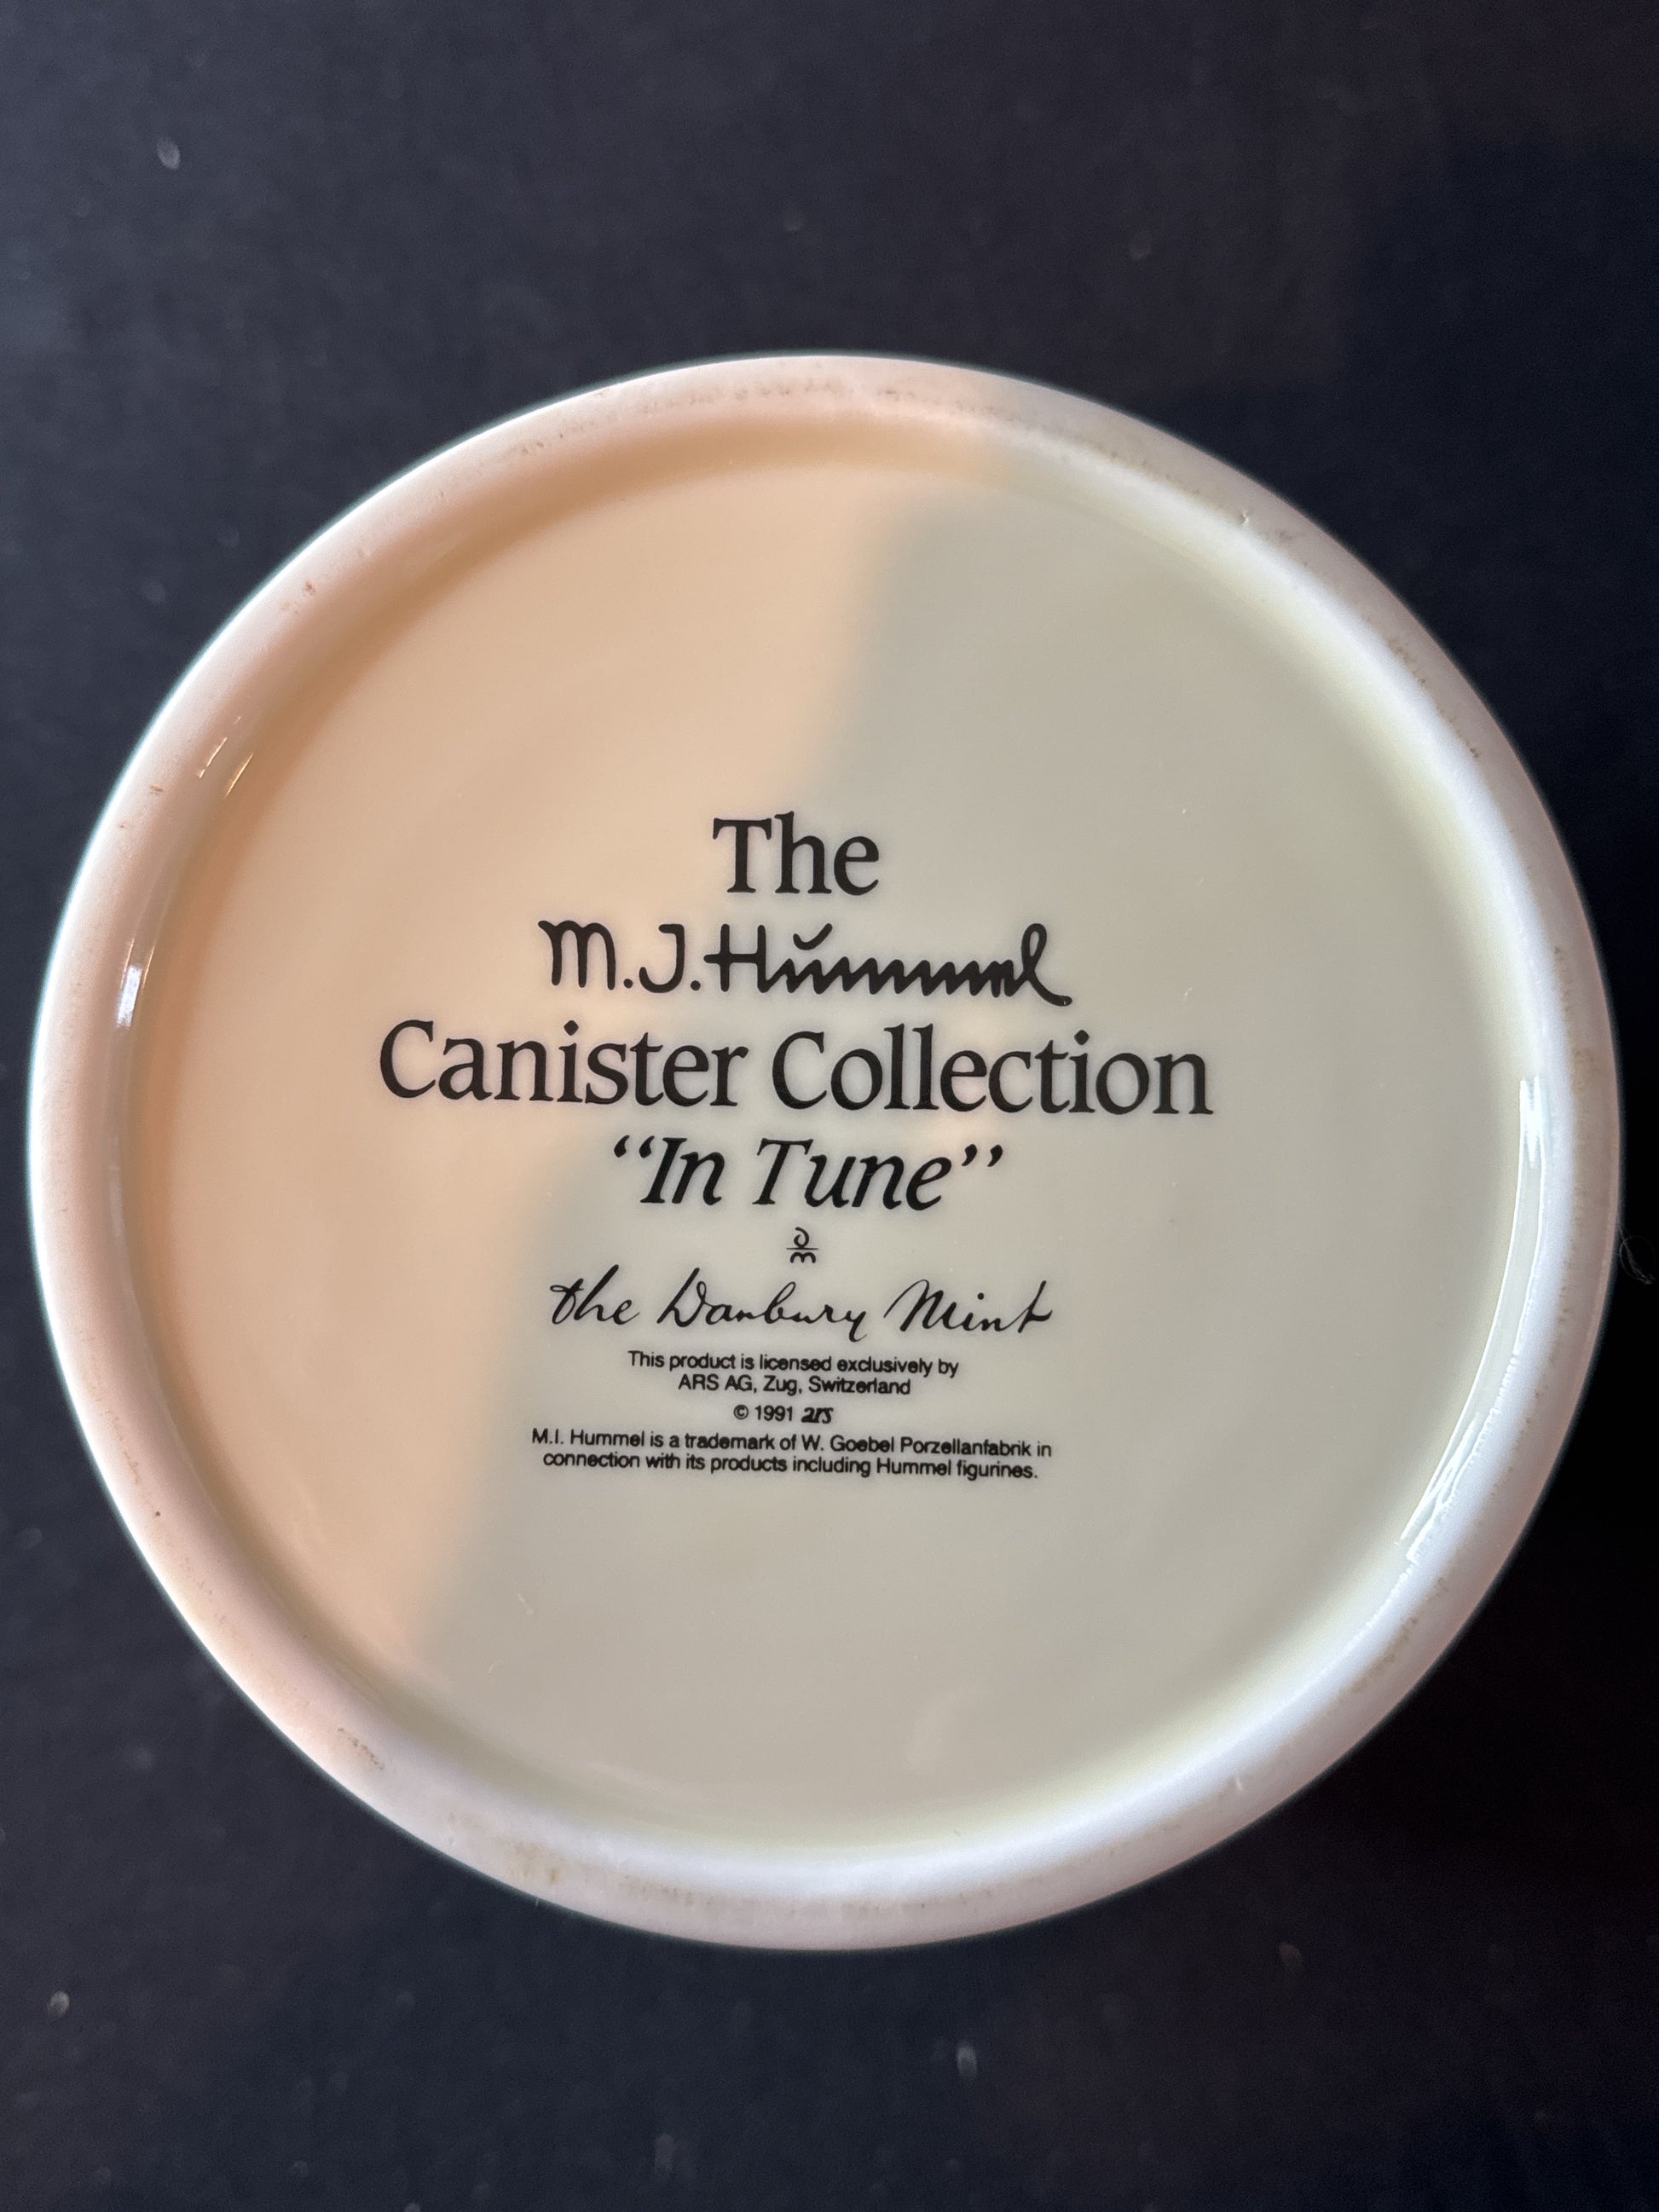 The
M.J. Hummel
Canister Collection
“In Tune”
DM
the Danbury Mint
This product is licensed exclusively by
ARS AG, Zug, Switzerland
© 1991 ars
M.I. Hummel is a trademark of W. Goebel Porzellanfabrik in
connection with its products including Hummel figurines.